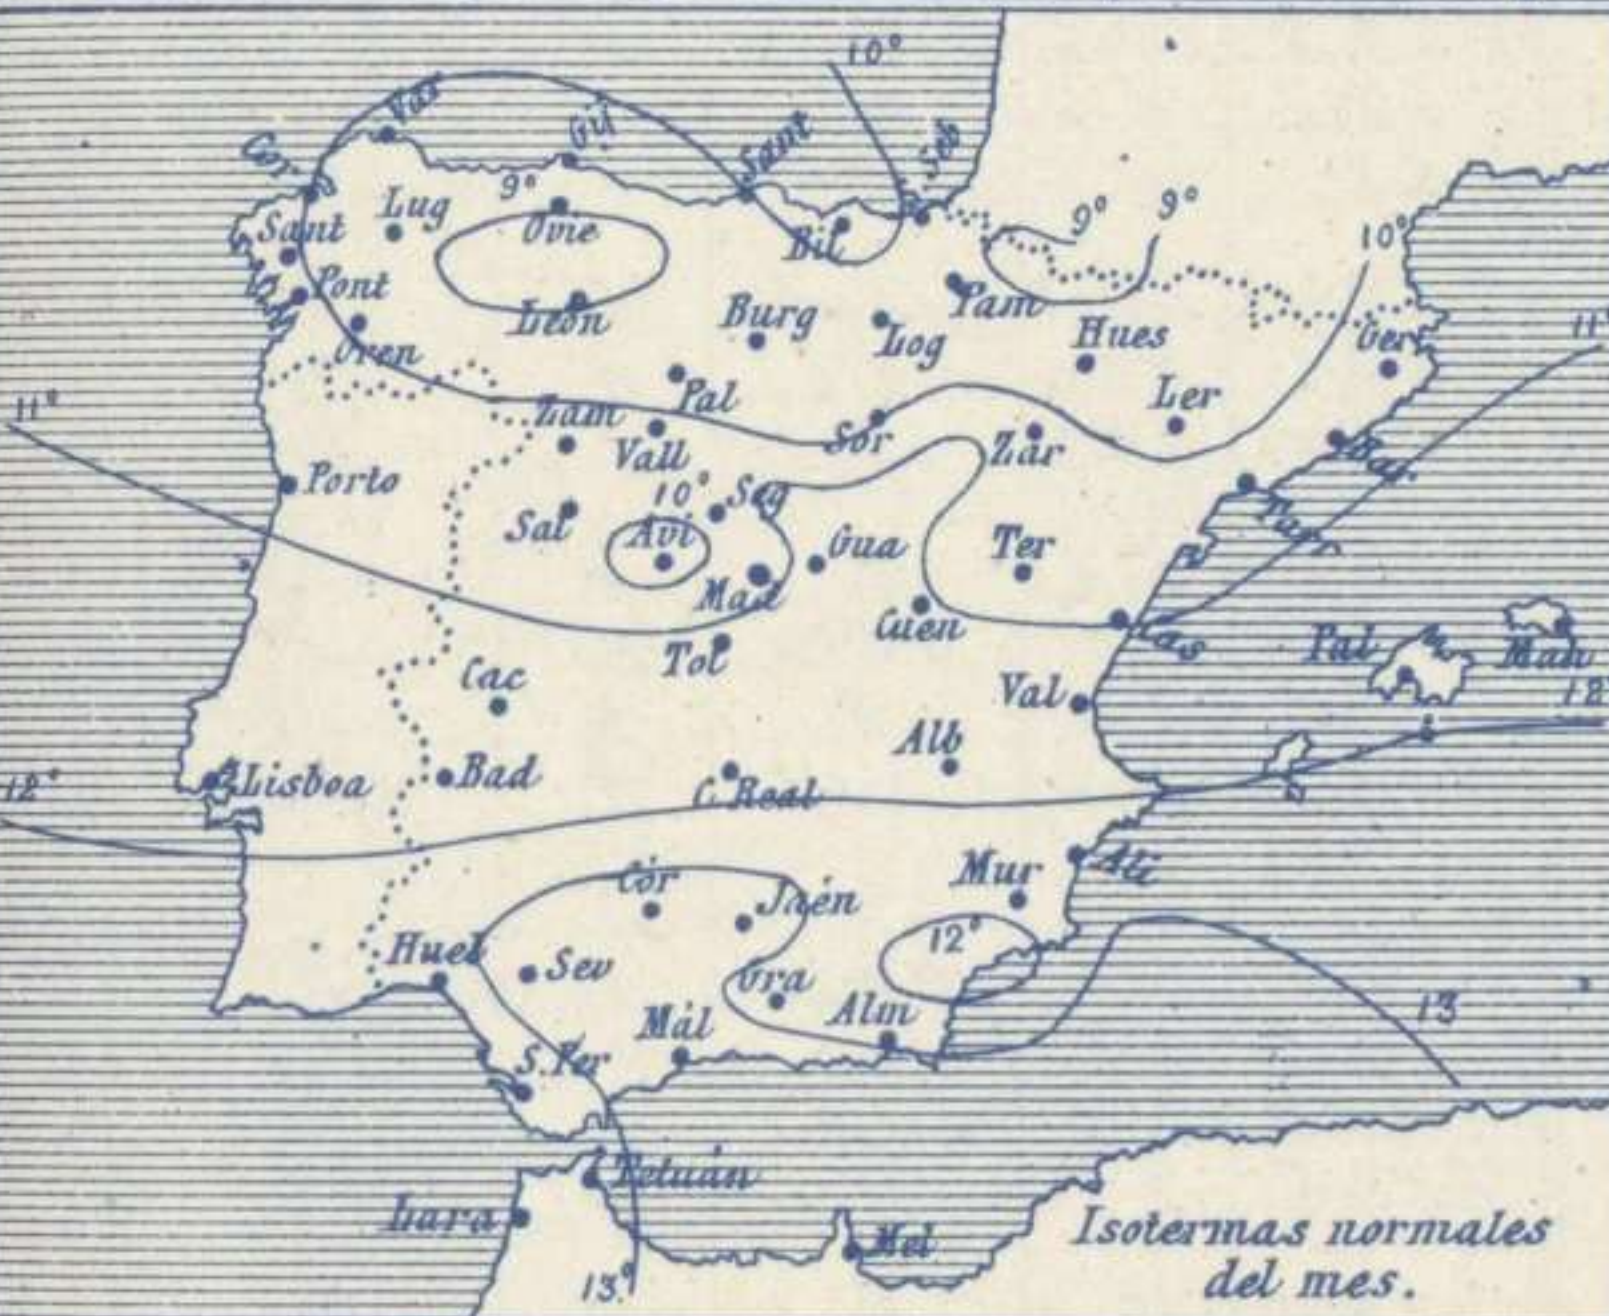 10°
Var
Gij
Sant
S. Seb
Cor.
9°
Lug
Ovie
Bil
9°
9°
10°
Sant
Pont
León
Burg
Pam
Log
Hues
Ger
11°
Oren
Pal
Ler
11°
Zam
Sor
Zar
Bar.
Vall
Porto
10°
Seg
Sal
Avi
Gua
Ter
Tarr
Mad
Cuen
Cas
Tol
Pal
Mah
Cac
Val
12°
Alb
12°
Lisboa
Bad
C. Real
Cór
Mur
Ali
Jaén
Huel
12°
Sev
Gra
Mál
Alm
13
S. Fer
Tetuán
Lara
Mel
13°
Isotermas normales
del mes.